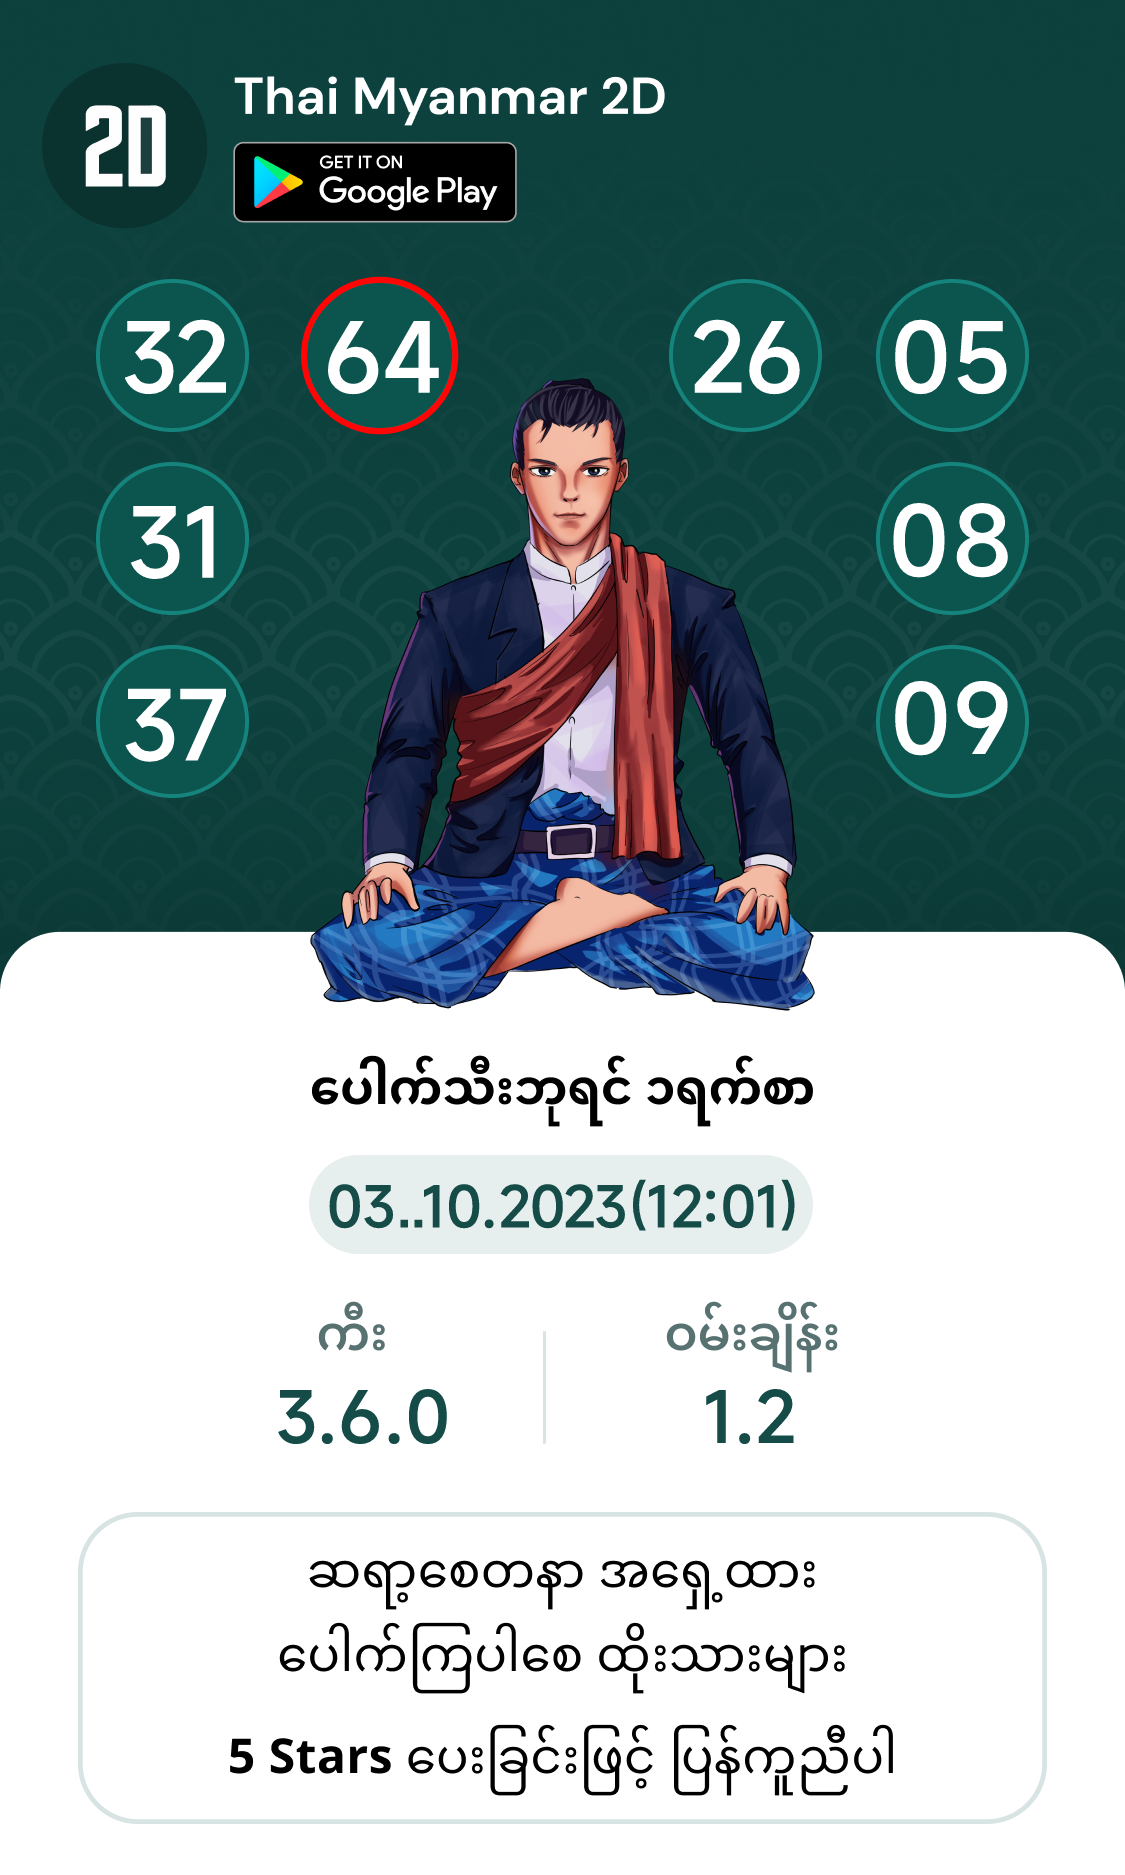 2D
Thai Myanmar 2D
GET IT ON
Google Play
32 64 26 05
31 08
37 09
ပေါက်သီးဘုရင် ၁ရက်စာ
03..10.2023(12:01)
ကီး ဝမ်းချိန်း
3.6.0 1.2
ဆရာ့စေတနာ အရှေ့ထား
ပေါက်ကြပါစေ ထိုးသားများ
5 Stars ပေးခြင်းဖြင့် ပြန်ကူညီပါ